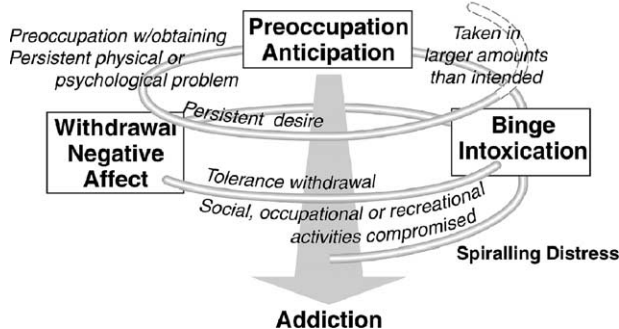 Preoccupation w/obtaining
Persistent physical or
psychological problem
Preoccupation
Anticipation
Taken in
larger amounts
than intended
Persistent desire
Withdrawal
Negative
Affect
Binge
Intoxication
Tolerance withdrawal
Social, occupational or recreational
activities compromised
Spiralling Distress
Addiction